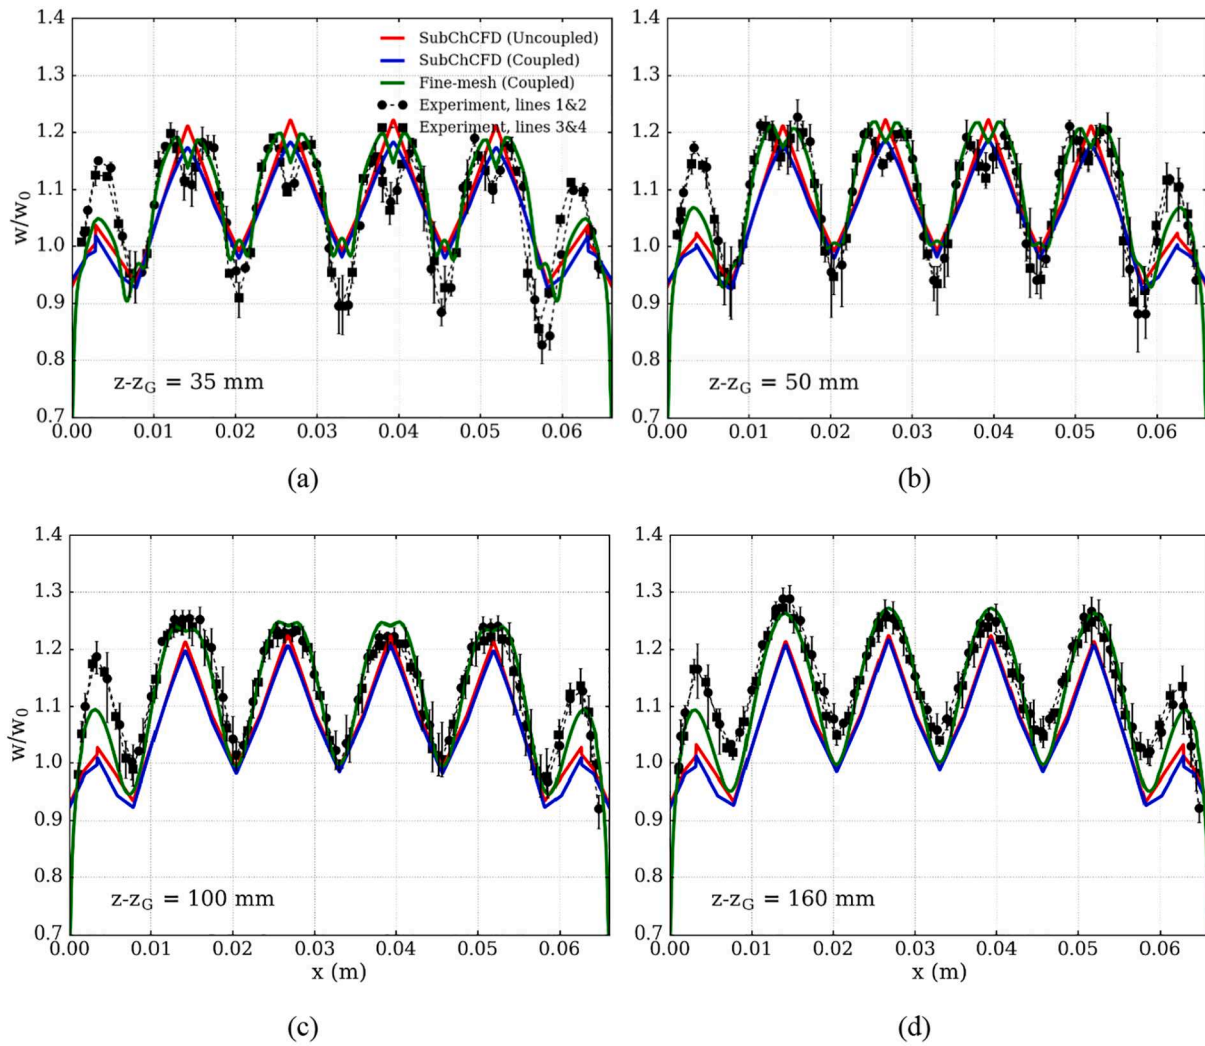 1.4
1.3
1.2
1.1
1.0
0.9
0.8
0.7
w/w0
SubChCFD (Uncoupled)
SubChCFD (Coupled)
Fine-mesh (Coupled)
Experiment, lines 1&2
Experiment, lines 3&4
z-zG = 35 mm
0.00 0.01 0.02 0.03 0.04 0.05 0.06
(a)
1.4
1.3
1.2
1.1
1.0
0.9
0.8
0.7
z-zG = 50 mm
0.00 0.01 0.02 0.03 0.04 0.05 0.06
(b)
1.4
1.3
1.2
1.1
1.0
0.9
0.8
0.7
w/w0
z-zG = 100 mm
0.00 0.01 0.02 0.03 0.04 0.05 0.06
x (m)
(c)
1.4
1.3
1.2
1.1
1.0
0.9
0.8
0.7
z-zG = 160 mm
0.00 0.01 0.02 0.03 0.04 0.05 0.06
x (m)
(d)